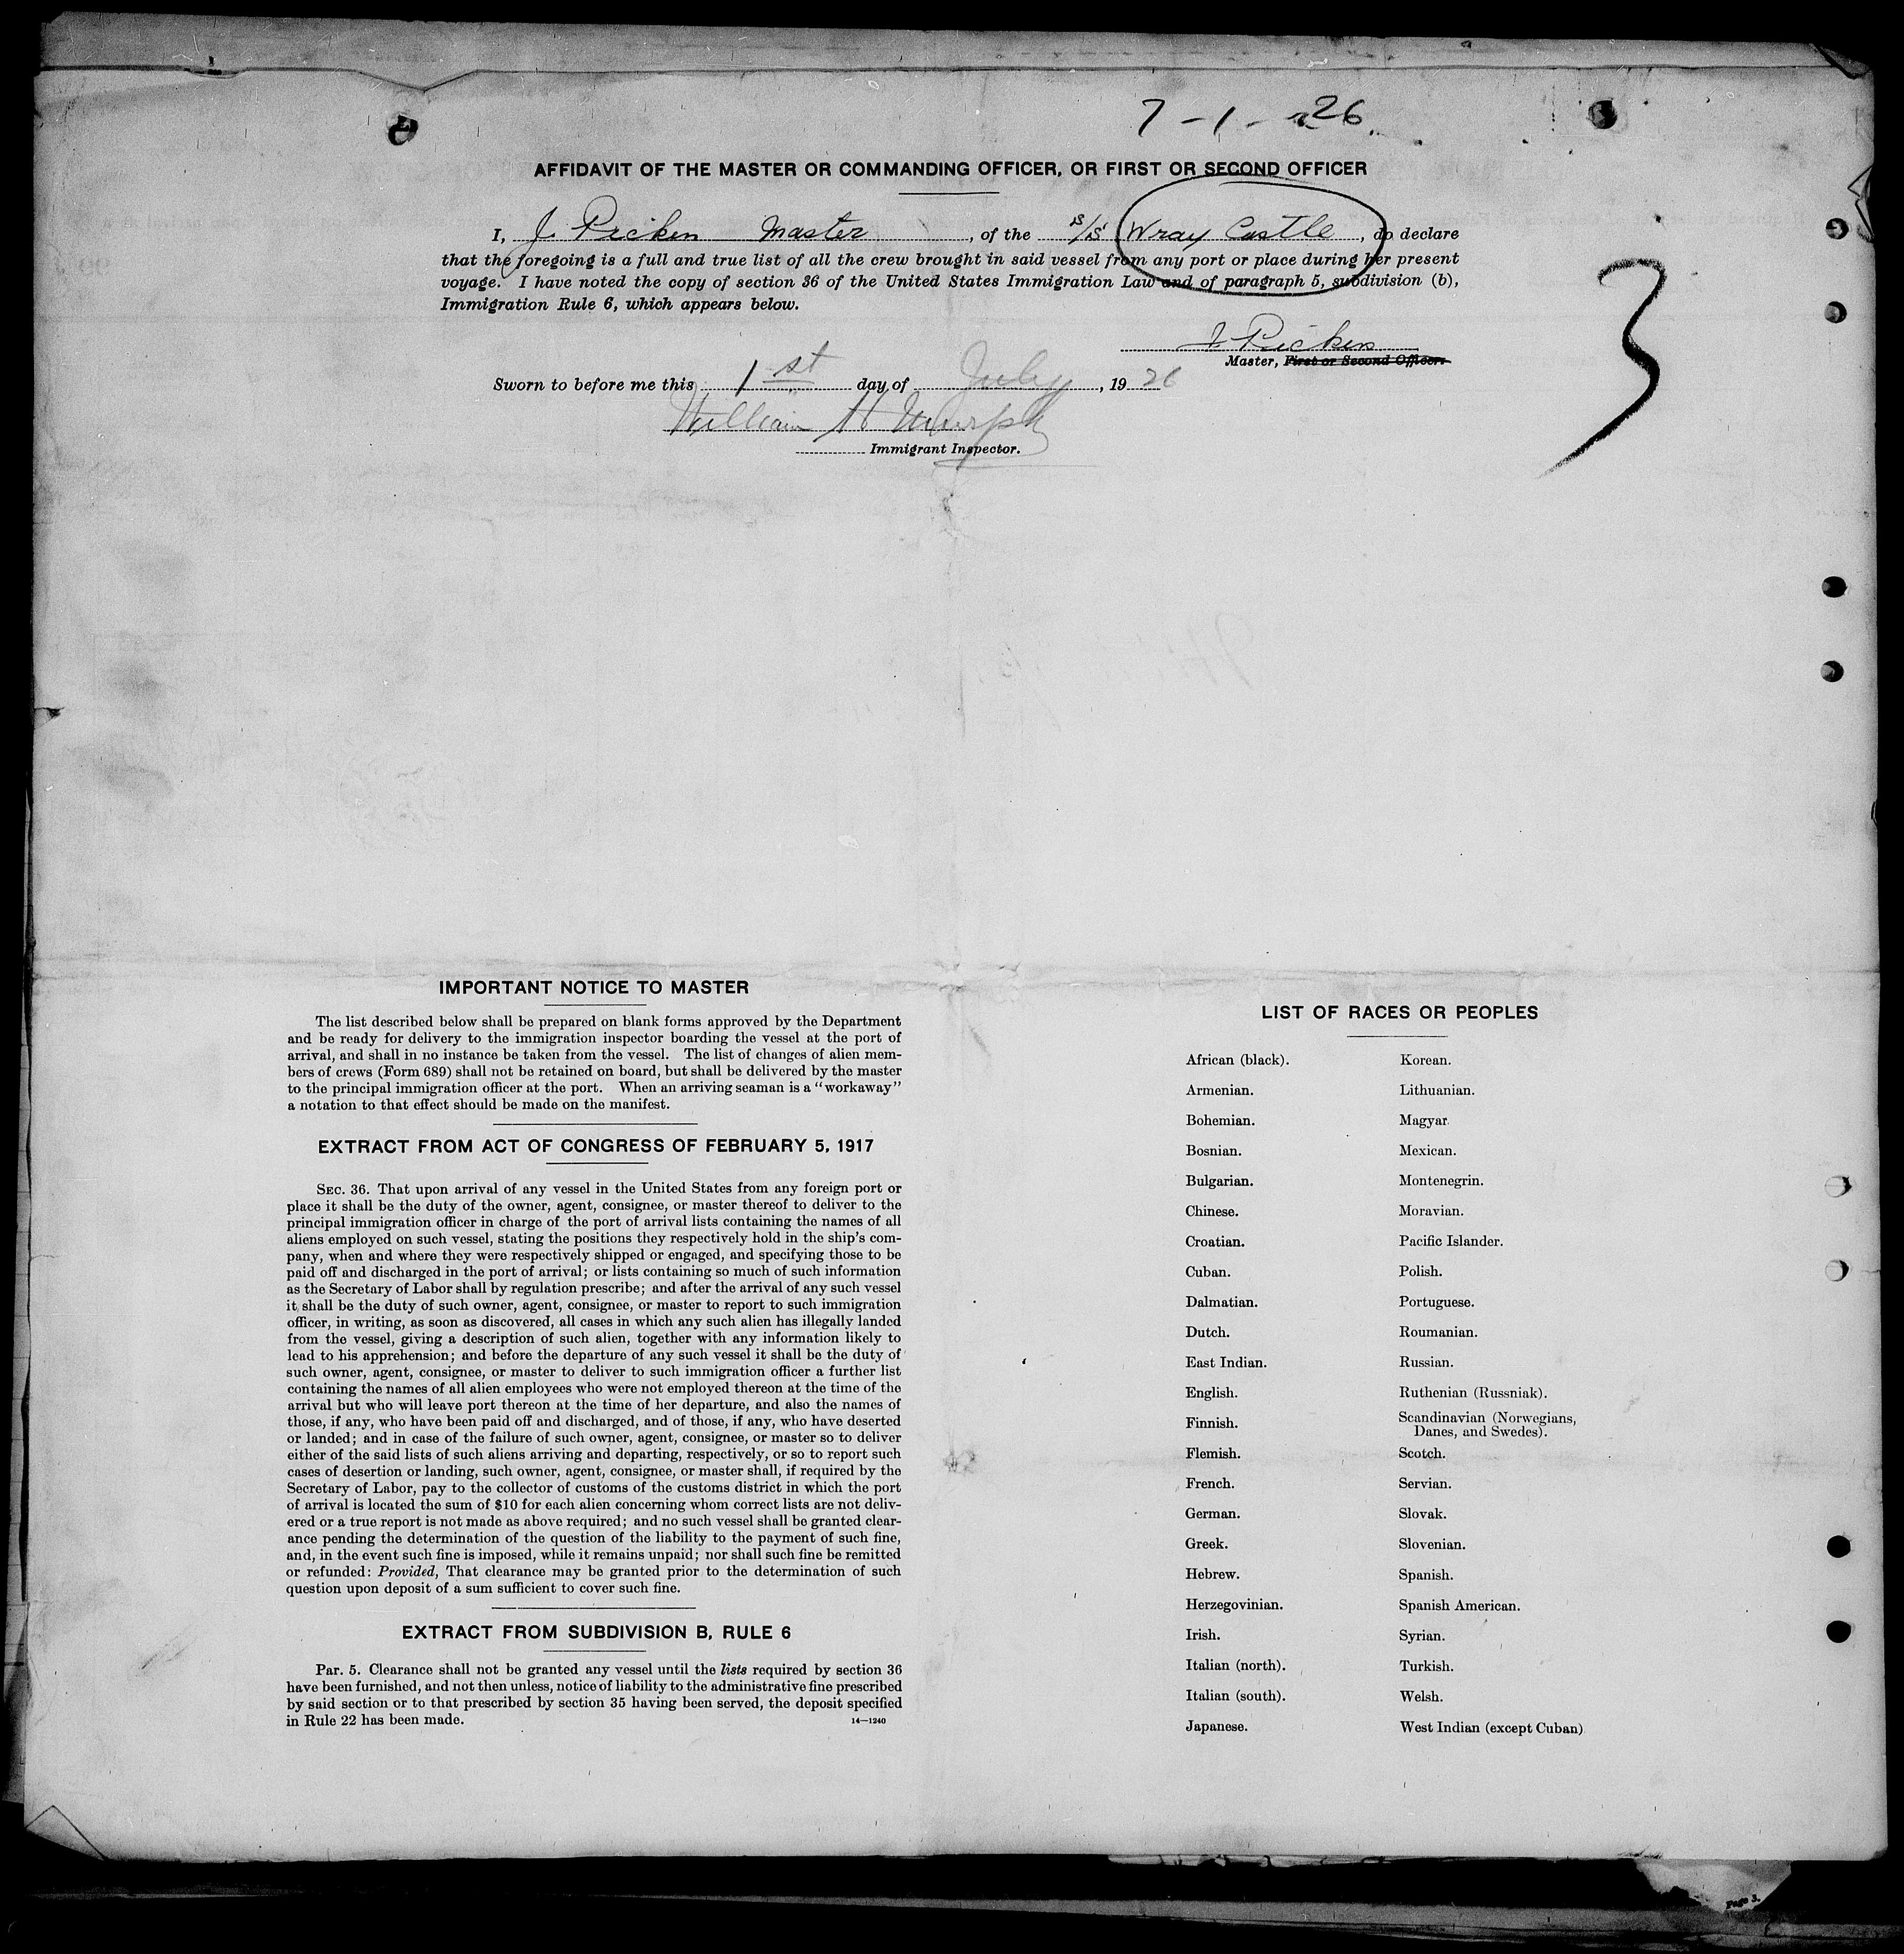 7-1-26.
AFFIDAVIT OF THE MASTER OR COMMANDING OFFICER, OR FIRST OR SECOND OFFICER
I, J. Picken Master, of the S/S Wray Castle, do declare
that the foregoing is a full and true list of all the crew brought in said vessel from any port or place during her present
voyage. I have noted the copy of section 36 of the United States Immigration Law and of paragraph 5, subdivision (b),
Immigration Rule 6, which appears below.
J. Picken
Master, First or Second Officer.
3
Sworn to before me this 1st day of July, 1926
William H Murphy
Immigrant Inspector.
IMPORTANT NOTICE TO MASTER
The list described below shall be prepared on blank forms approved by the Department
and be ready for delivery to the immigration inspector boarding the vessel at the port of
arrival, and shall in no instance be taken from the vessel. The list of changes of alien mem-
bers of crews (Form 689) shall not be retained on board, but shall be delivered by the master
to the principal immigration officer at the port. When an arriving seaman is a "workaway"
a notation to that effect should be made on the manifest.
EXTRACT FROM ACT OF CONGRESS OF FEBRUARY 5, 1917
SEC. 36. That upon arrival of any vessel in the United States from any foreign port or
place it shall be the duty of the owner, agent, consignee, or master thereof to deliver to the
principal immigration officer in charge of the port of arrival lists containing the names of all
aliens employed on such vessel, stating the positions they respectively hold in the ship's com-
pany, when and where they were respectively shipped or engaged, and specifying those to be
paid off and discharged in the port of arrival; or lists containing so much of such information
as the Secretary of Labor shall by regulation prescribe; and after the arrival of any such vessel
it shall be the duty of such owner, agent, consignee, or master to report to such immigration
officer, in writing, as soon as discovered, all cases in which any such alien has illegally landed
from the vessel, giving a description of such alien, together with any information likely to
lead to his apprehension; and before the departure of any such vessel it shall be the duty of
such owner, agent, consignee, or master to deliver to such immigration officer a further list
containing the names of all alien employees who were not employed thereon at the time of the
arrival but who will leave port thereon at the time of her departure, and also the names of
those, if any, who have been paid off and discharged, and of those, if any, who have deserted
or landed; and in case of the failure of such owner, agent, consignee, or master so to deliver
either of the said lists of such aliens arriving and departing, respectively, or so to report such
cases of desertion or landing, such owner, agent, consignee, or master shall, if required by the
Secretary of Labor, pay to the collector of customs of the customs district in which the port
of arrival is located the sum of $10 for each alien concerning whom correct lists are not deliv-
ered or a true report is not made as above required; and no such vessel shall be granted clear-
ance pending the determination of the question of the liability to the payment of such fine,
and, in the event such fine is imposed, while it remains unpaid; nor shall such fine be remitted
or refunded: Provided, That clearance may be granted prior to the determination of such
question upon deposit of a sum sufficient to cover such fine.
EXTRACT FROM SUBDIVISION B, RULE 6
Par. 5. Clearance shall not be granted any vessel until the lists required by section 36
have been furnished, and not then unless, notice of liability to the administrative fine prescribed
by said section or to that prescribed by section 35 having been served, the deposit specified
in Rule 22 has been made.
14—1240
LIST OF RACES OR PEOPLES
African (black). Korean.
Armenian. Lithuanian.
Bohemian. Magyar
Bosnian. Mexican.
Bulgarian. Montenegrin.
Chinese. Moravian.
Croatian. Pacific Islander.
Cuban. Polish.
Dalmatian. Portuguese.
Dutch. Roumanian.
East Indian. Russian.
English. Ruthenian (Russniak).
Finnish. Scandinavian (Norwegians,
Danes, and Swedes).
Flemish. Scotch.
French. Servian.
German. Slovak.
Greek. Slovenian.
Hebrew. Spanish.
Herzegovinian. Spanish American.
Irish. Syrian.
Italian (north). Turkish.
Italian (south). Welsh.
Japanese. West Indian (except Cuban)
Page 3.